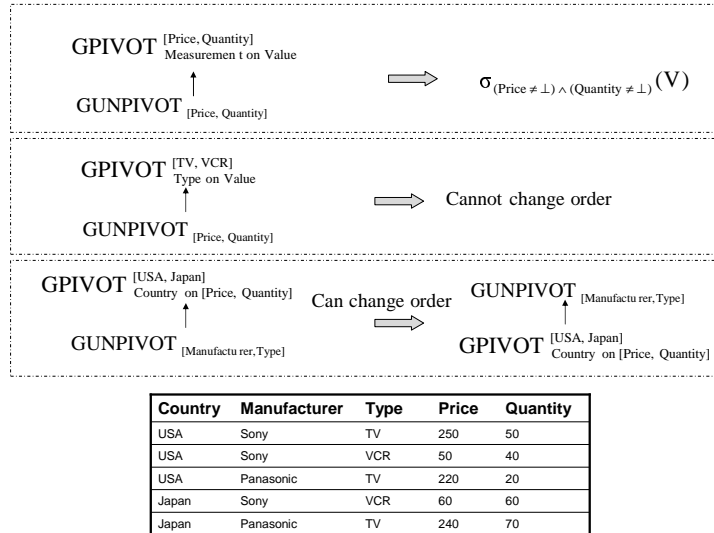 GPIVOT [Price, Quantity] Measuremen t on Value
GUNPIVOT [Price, Quantity]
σ (Price ≠ ⊥) ∧ (Quantity ≠ ⊥) (V)
GPIVOT [TV, VCR] Type on Value
GUNPIVOT [Price, Quantity]
Cannot change order
GPIVOT [USA, Japan] Country on [Price, Quantity]
GUNPIVOT [Manufactu rer,Type]
Can change order
GUNPIVOT [Manufactu rer,Type]
GPIVOT [USA, Japan] Country on [Price, Quantity]
Country Manufacturer Type Price Quantity
USA Sony TV 250 50
USA Sony VCR 50 40
USA Panasonic TV 220 20
Japan Sony VCR 60 60
Japan Panasonic TV 240 70